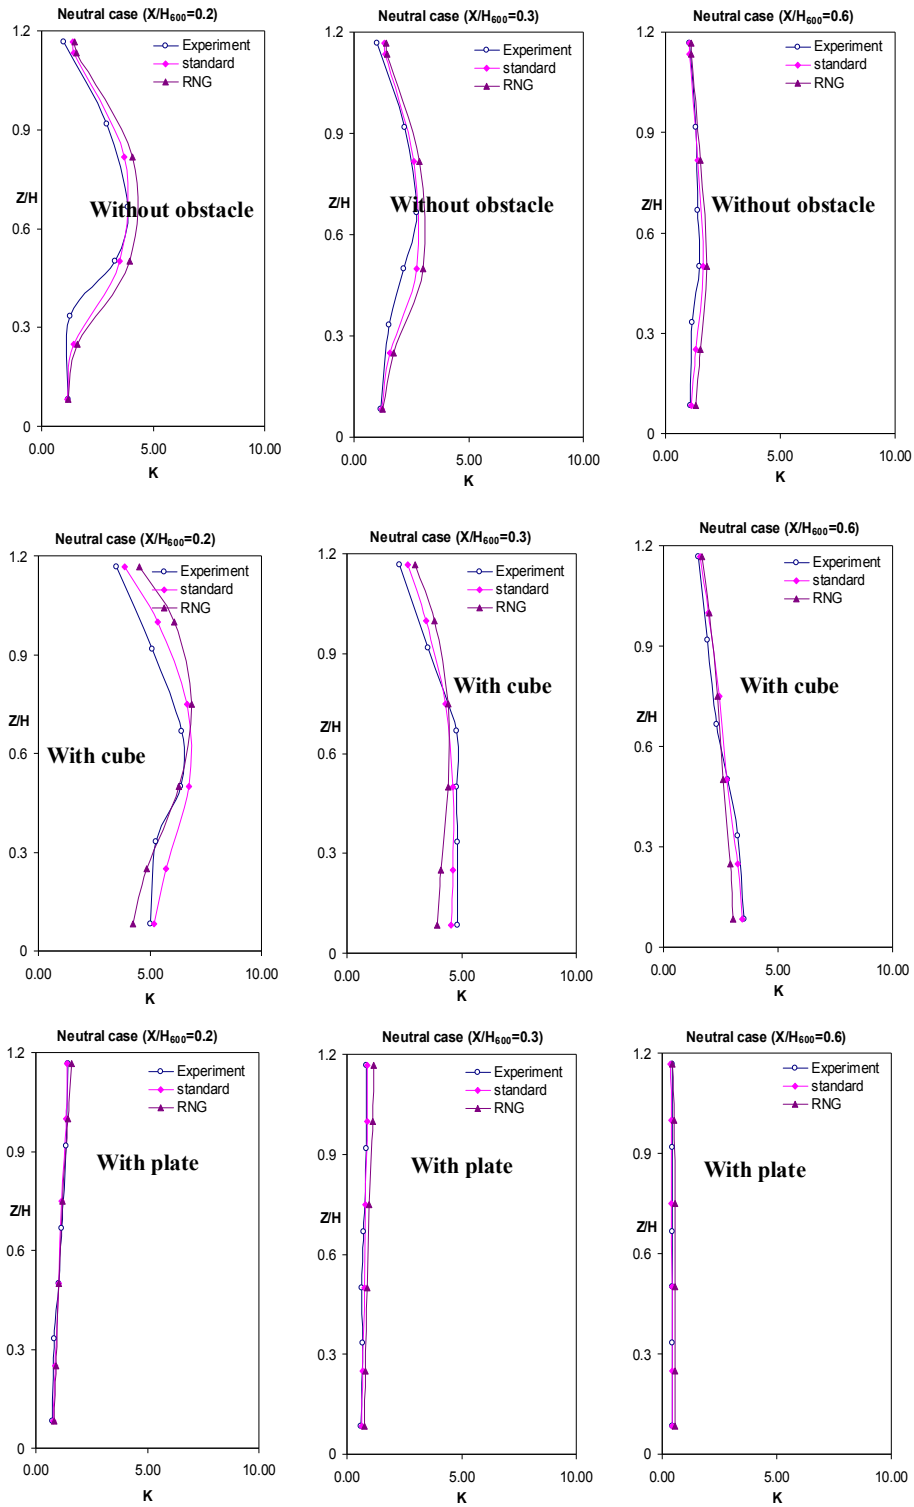 Neutral case (X/H600=0.2)
1.2
0.9
Z/H
0.6
0.3
0
0.00
5.00
10.00
K
Experiment
standard
RNG
Without obstacle
Neutral case (X/H600=0.3)
1.2
0.9
Z/H
0.6
0.3
0
0.00
5.00
10.00
K
Experiment
standard
RNG
Without obstacle
Neutral case (X/H600=0.6)
1.2
0.9
Z/H
0.6
0.3
0
0.00
5.00
10.00
K
Experiment
standard
RNG
Without obstacle
Neutral case (X/H600=0.2)
1.2
0.9
Z/H
0.6
0.3
0
0.00
5.00
10.00
K
Experiment
standard
RNG
With cube
Neutral case (X/H600=0.3)
1.2
0.9
Z/H
0.6
0.3
0
0.00
5.00
10.00
K
Experiment
standard
RNG
With cube
Neutral case (X/H600=0.6)
1.2
0.9
Z/H
0.6
0.3
0
0.00
5.00
10.00
K
Experiment
standard
RNG
With cube
Neutral case (X/H600=0.2)
1.2
0.9
Z/H
0.6
0.3
0
0.00
5.00
10.00
K
Experiment
standard
RNG
With plate
Neutral case (X/H600=0.3)
1.2
0.9
Z/H
0.6
0.3
0
0.00
5.00
10.00
K
Experiment
standard
RNG
With plate
Neutral case (X/H600=0.6)
1.2
0.9
Z/H
0.6
0.3
0
0.00
5.00
10.00
K
Experiment
standard
RNG
With plate